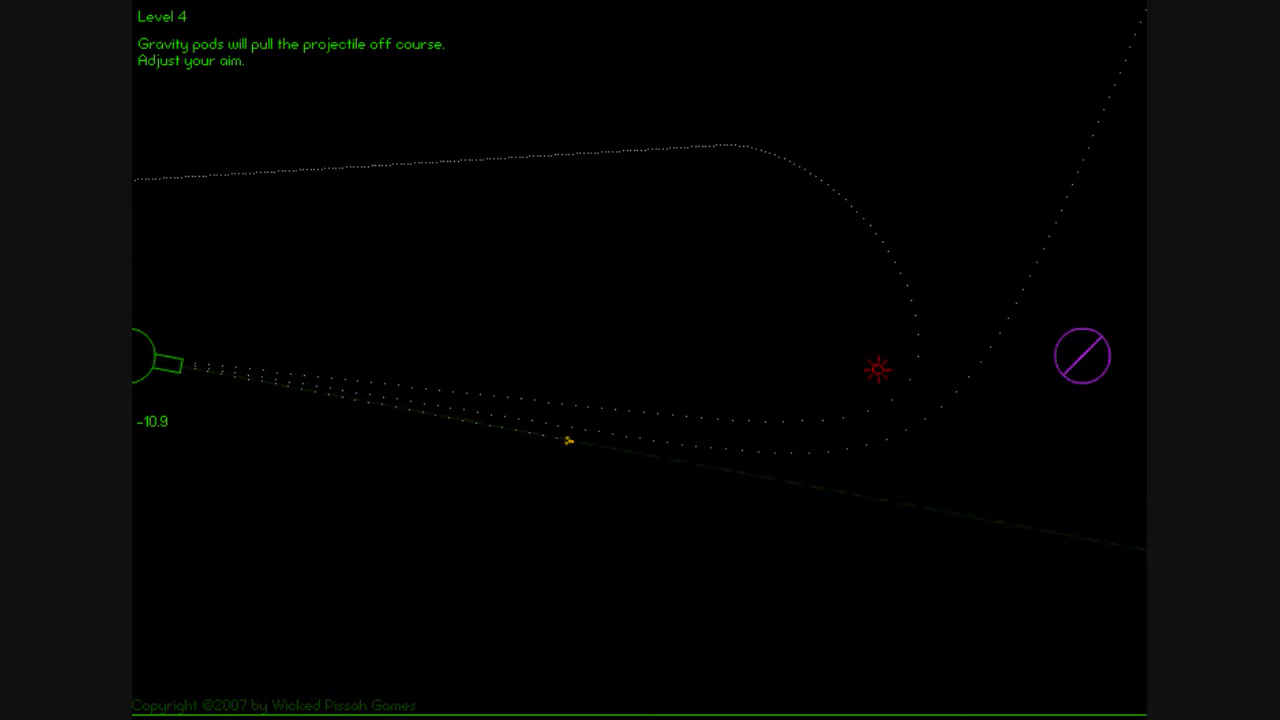 Level 4
Gravity pods will pull the projectile off course.
Adjust your aim.
-10.9
Copyright ©2007 by Wicked Pissah Games